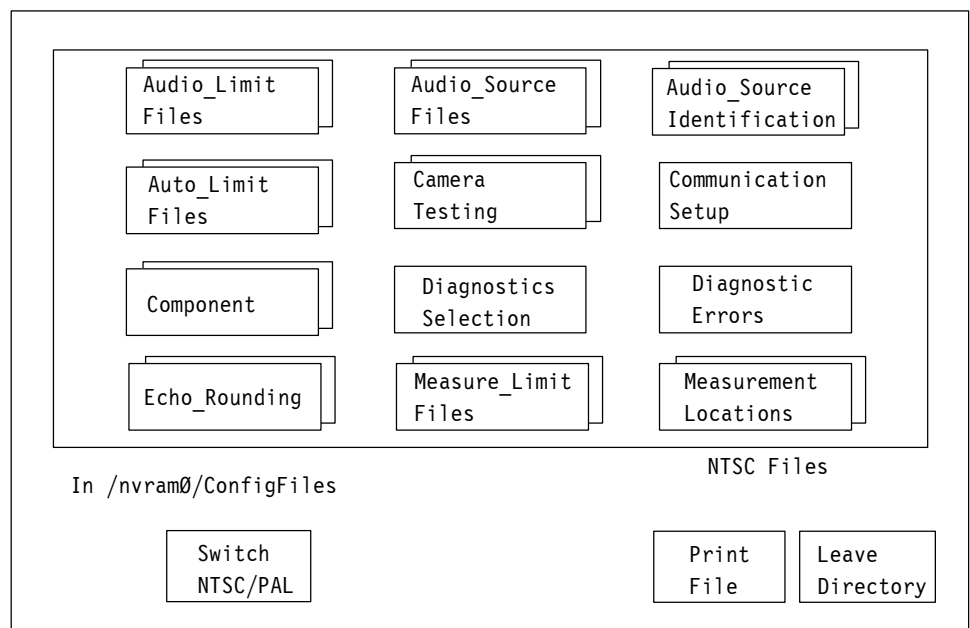 Audio_Limit
Files
Audio_Source
Files
Audio_Source
Identification
Auto_Limit
Files
Camera
Testing
Communication
Setup
Component
Diagnostics
Selection
Diagnostic
Errors
Echo_Rounding
Measure_Limit
Files
Measurement
Locations
NTSC Files
In /nvramØ/ConfigFiles
Switch
NTSC/PAL
Print
File
Leave
Directory